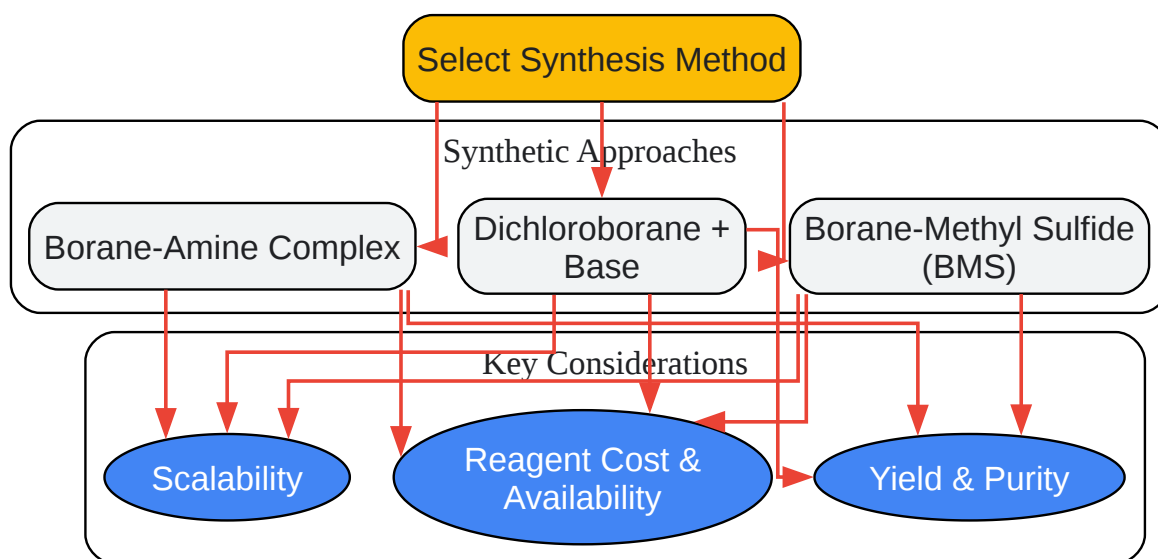 Select Synthesis Method
Synthetic Approaches
Borane-Amine Complex
Dichloroborane +
Base
Borane-Methyl Sulfide
(BMS)
Key Considerations
Scalability
Reagent Cost &
Availability
Yield & Purity